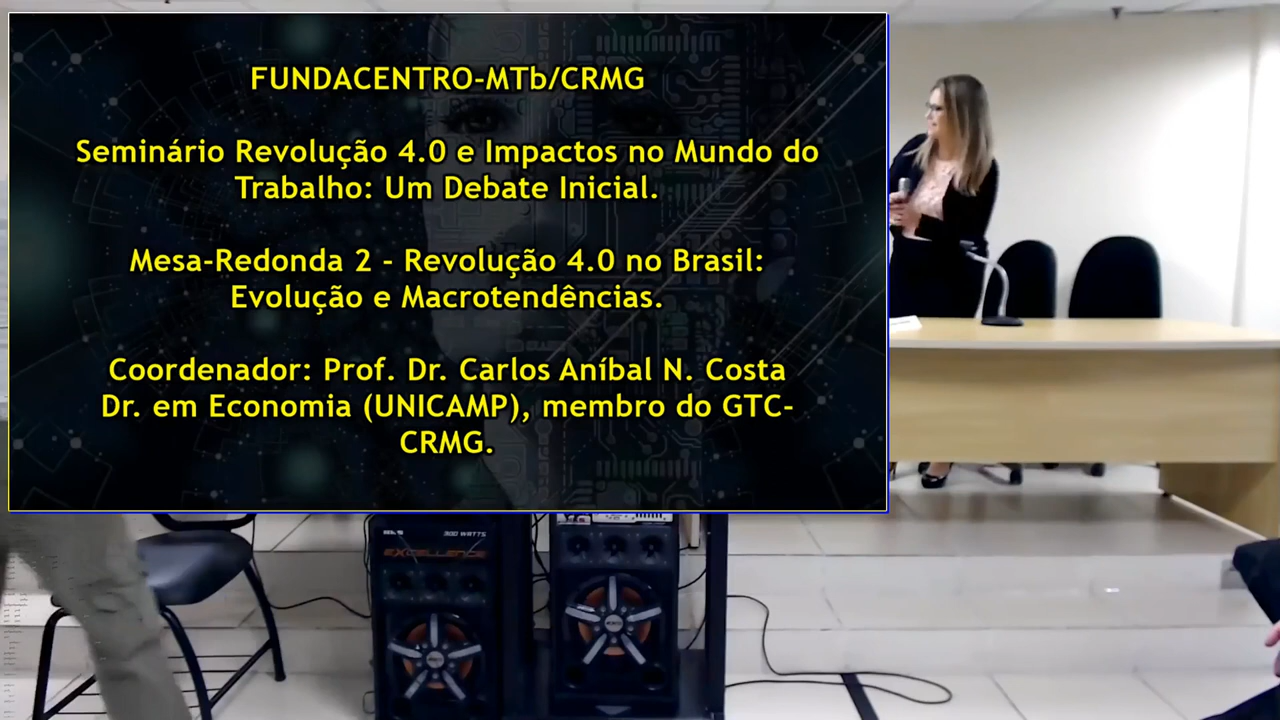 FUNDACENTRO-MTb/CRMG
Seminário Revolução 4.0 e Impactos no Mundo do
Trabalho: Um Debate Inicial.
Mesa-Redonda 2 - Revolução 4.0 no Brasil:
Evolução e Macrotendências.
Coordenador: Prof. Dr. Carlos Aníbal N. Costa
Dr. em Economia (UNICAMP), membro do GTC-
CRMG.
300 WATTS
EXCELLENCE